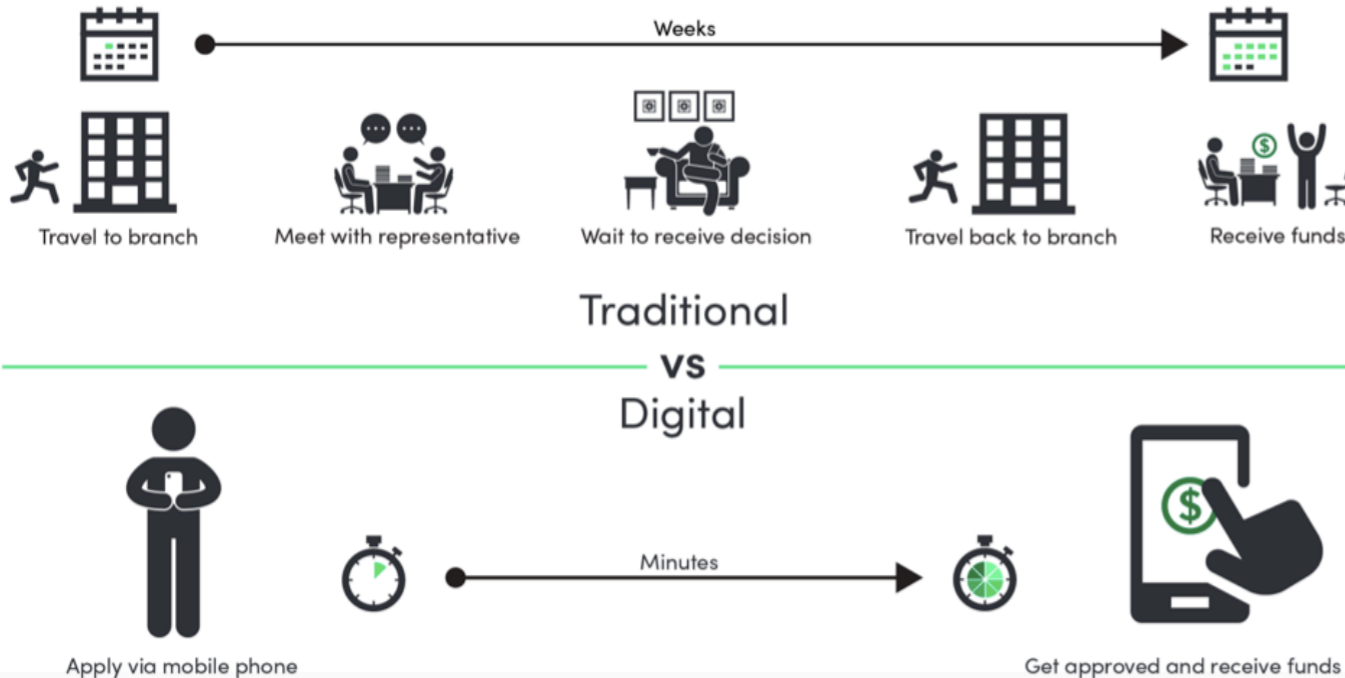 Weeks
Travel to branch
Meet with representative
Wait to receive decision
Travel back to branch
Receive funds
Traditional
vs
Digital
Minutes
Apply via mobile phone
Get approved and receive funds